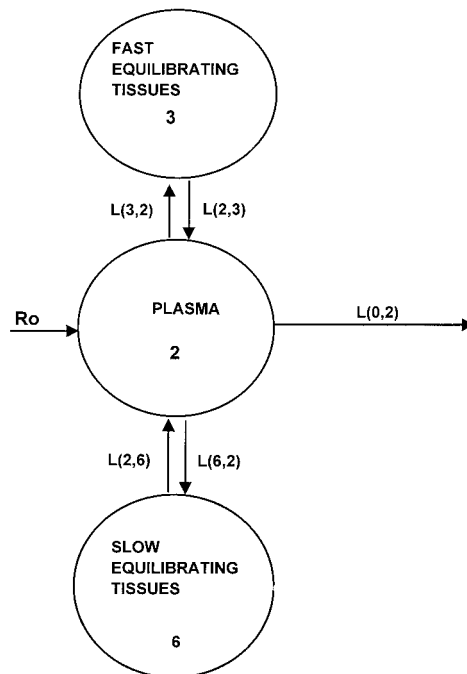 FAST
EQUILIBRATING
TISSUES
3
L(3,2)
L(2,3)
Ro
PLASMA
2
L(0,2)
L(2,6)
L(6,2)
SLOW
EQUILIBRATING
TISSUES
6